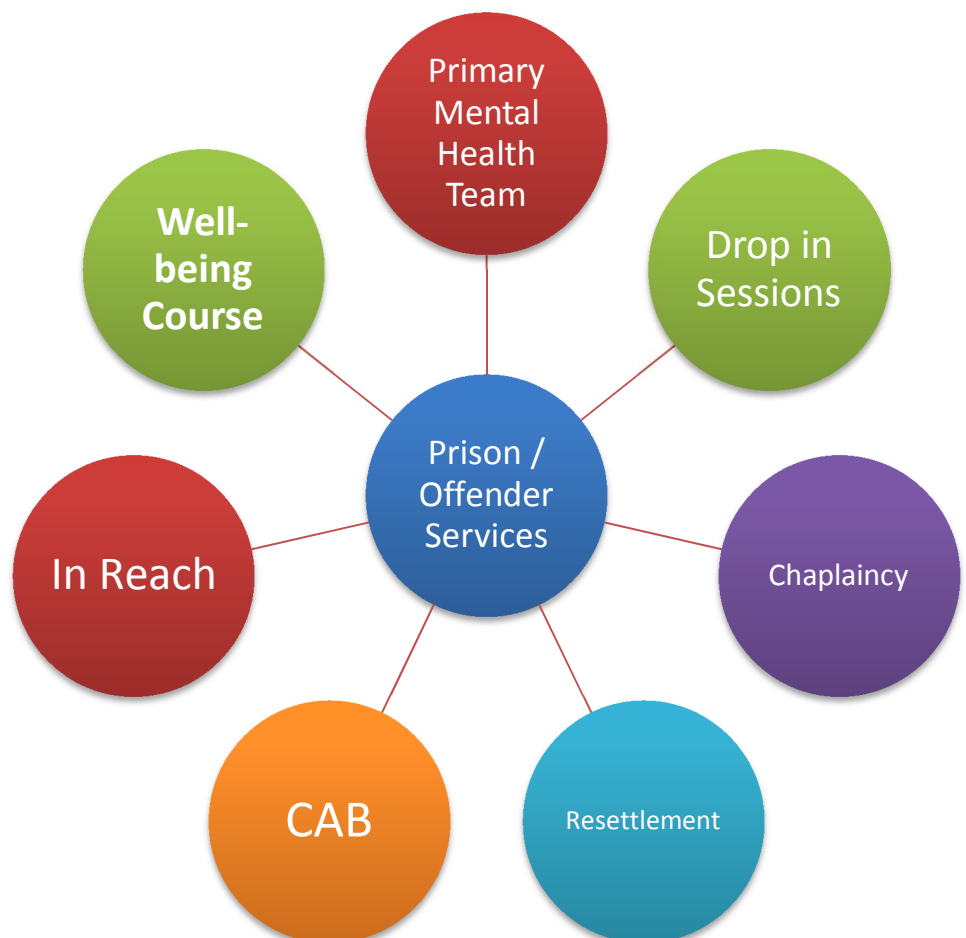 Primary
Mental
Health
Team
Well-
being
Course
Drop in
Sessions
Prison /
Offender
Services
In Reach
Chaplaincy
CAB
Resettlement